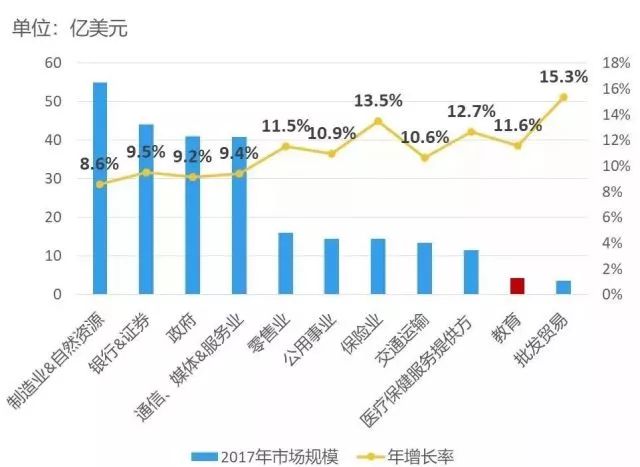 单位：亿美元
60
50
40
30
20
10
0
18%
16%
14%
12%
10%
8%
6%
4%
2%
0%
8.6%
9.5%
9.2%
9.4%
11.5%
10.9%
13.5%
10.6%
12.7%
11.6%
15.3%
制造业&自然资源
银行&证券
政府
通信、媒体&服务业
零售业
公用事业
保险业
交通运输
医疗保健服务提供方
教育
批发贸易
2017年市场规模
年增长率